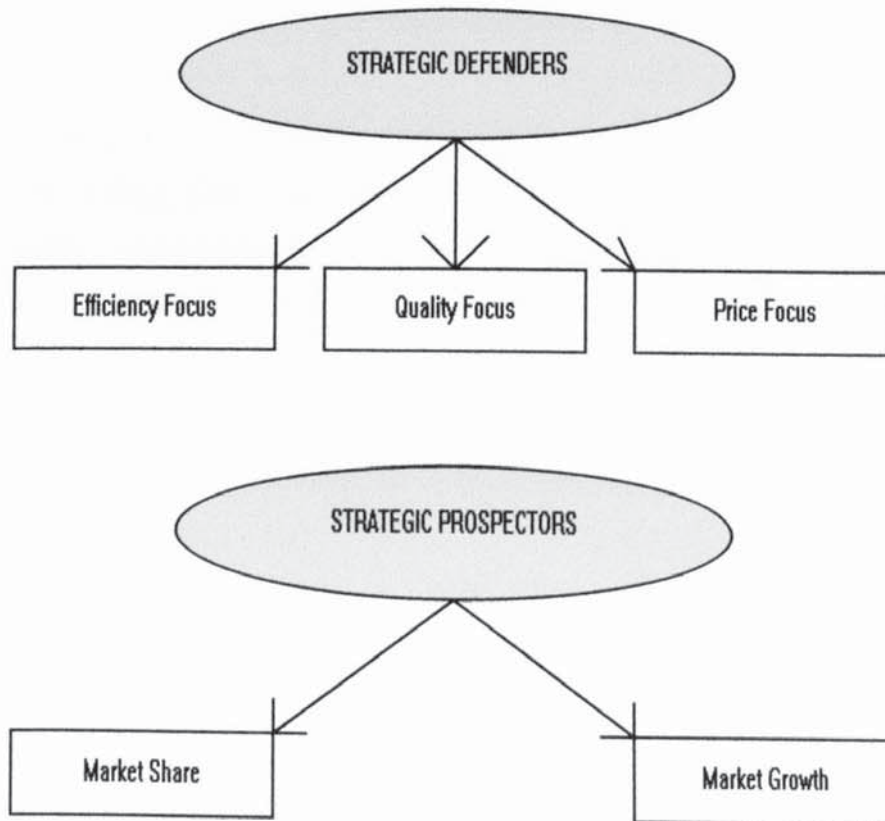 STRATEGIC DEFENDERS
Efficiency Focus
Quality Focus
Price Focus
STRATEGIC PROSPECTORS
Market Share
Market Growth